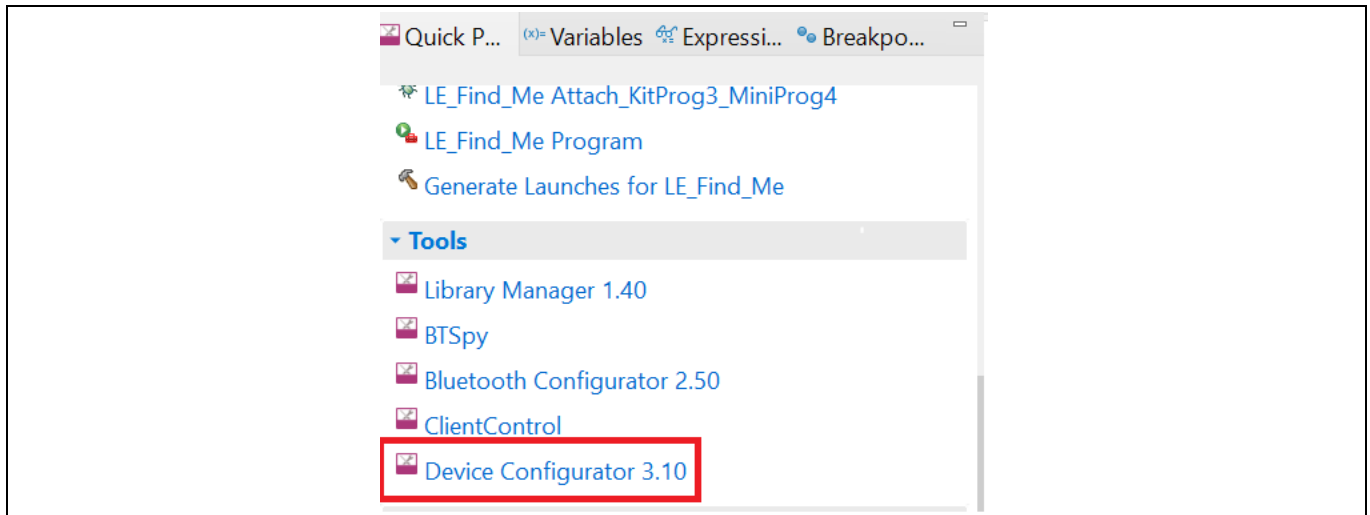 Quick P... (x)= Variables Expressi... Breakpo...
LE_Find_Me Attach_KitProg3_MiniProg4
LE_Find_Me Program
Generate Launches for LE_Find_Me
Tools
Library Manager 1.40
BTSpy
Bluetooth Configurator 2.50
ClientControl
Device Configurator 3.10